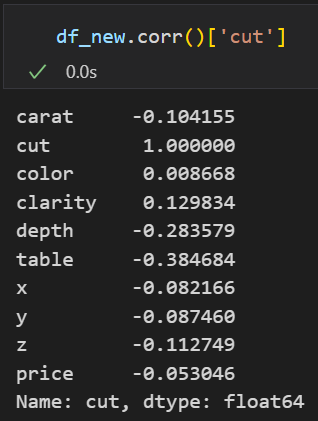 df_new.corr()['cut']
✓ 0.0s
carat -0.104155
cut 1.000000
color 0.008668
clarity 0.129834
depth -0.283579
table -0.384684
x -0.082166
y -0.087460
z -0.112749
price -0.053046
Name: cut, dtype: float64